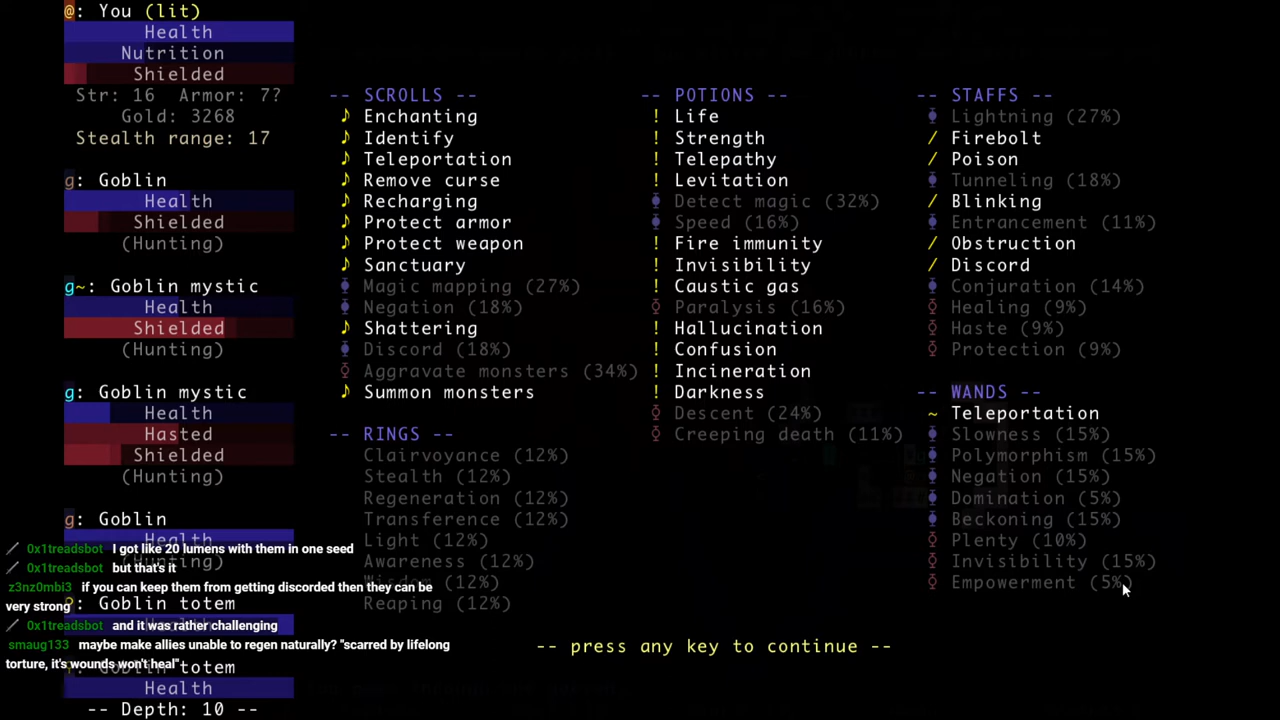 @: You (lit)
Health
Nutrition
Shielded
Str: 16 Armor: 7?
Gold: 3268
Stealth range: 17
g: Goblin
Health
Shielded
(Hunting)
g~: Goblin mystic
Health
Shielded
(Hunting)
g: Goblin mystic
Health
Hasted
Shielded
(Hunting)
g: Goblin
Health
(Hunting)
Goblin totem
Goblin totem
Health
-- Depth: 10 --
0x1treadsbot I got like 20 lumens with them in one seed
0x1treadsbot but that's it
z3nz0mbi3 if you can keep them from getting discorded then they can be
very strong
0x1treadsbot and it was rather challenging
smaug133 maybe make allies unable to regen naturally? "scarred by lifelong
torture, it's wounds won't heal"
-- SCROLLS --
♪ Enchanting
♪ Identify
♪ Teleportation
♪ Remove curse
♪ Recharging
♪ Protect armor
♪ Protect weapon
♪ Sanctuary
Magic mapping (27%)
Negation (18%)
♪ Shattering
Discord (18%)
Aggravate monsters (34%)
♪ Summon monsters
-- RINGS --
Clairvoyance (12%)
Stealth (12%)
Regeneration (12%)
Transference (12%)
Light (12%)
Awareness (12%)
Wisdom (12%)
Reaping (12%)
-- POTIONS --
! Life
! Strength
! Telepathy
! Levitation
Detect magic (32%)
Speed (16%)
! Fire immunity
! Invisibility
! Caustic gas
Paralysis (16%)
! Hallucination
! Confusion
! Incineration
! Darkness
Descent (24%)
Creeping death (11%)
-- STAFFS --
Lightning (27%)
/ Firebolt
/ Poison
Tunneling (18%)
/ Blinking
Entrancement (11%)
/ Obstruction
/ Discord
Conjuration (14%)
Healing (9%)
Haste (9%)
Protection (9%)
-- WANDS --
~ Teleportation
Slowness (15%)
Polymorphism (15%)
Negation (15%)
Domination (5%)
Beckoning (15%)
Plenty (10%)
Invisibility (15%)
Empowerment (5%)
-- press any key to continue --